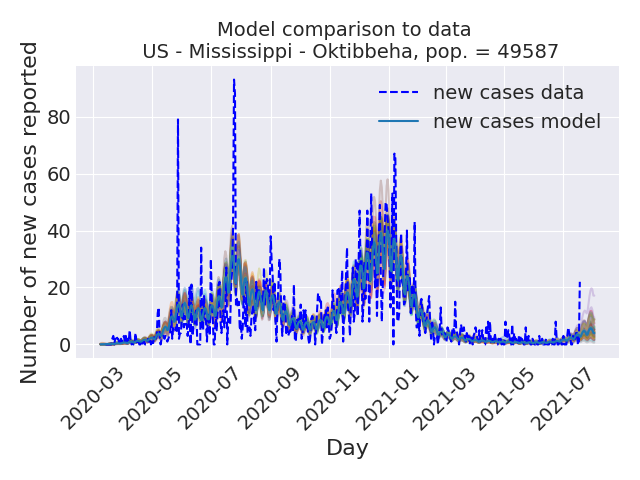 Model comparison to data
US - Mississippi - Oktibbeha, pop. = 49587
Number of new cases reported
80
60
40
20
0
new cases data
new cases model
2020-03
2020-05
2020-07
2020-09
2020-11
2021-01
2021-03
2021-05
2021-07
Day